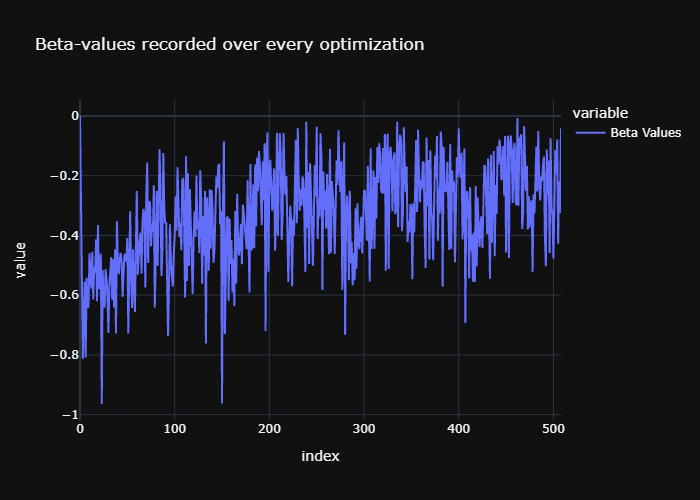 Beta-values recorded over every optimization
variable
Beta Values
value
0
−0.2
−0.4
−0.6
−0.8
−1
0
100
200
300
400
500
index